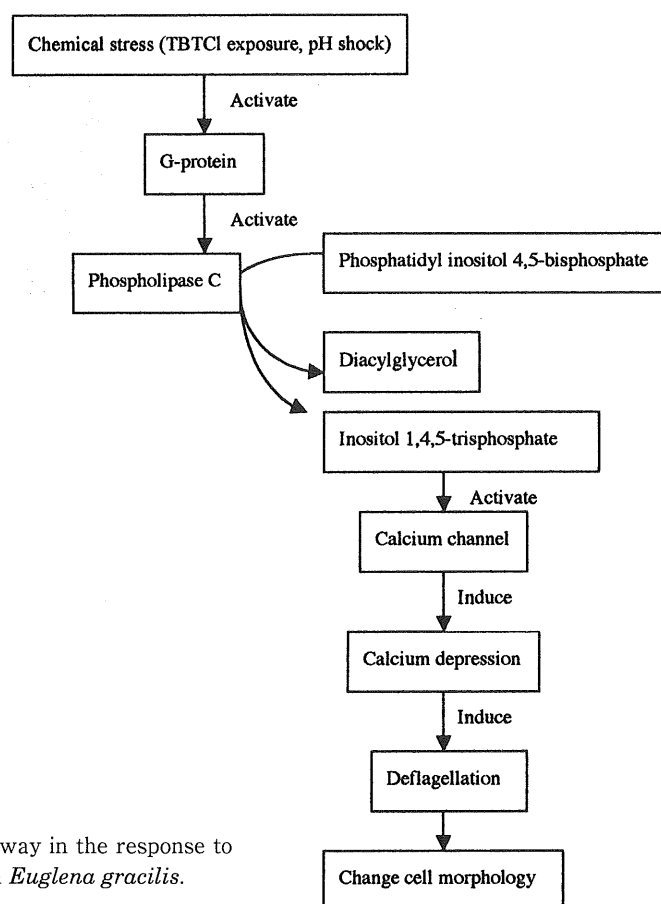 Chemical stress (TBTCl exposure, pH shock)
Activate
G-protein
Activate
Phospholipase C
Phosphatidyl inositol 4,5-bisphosphate
Diacylglycerol
Inositol 1,4,5-trisphosphate
Activate
Calcium channel
Induce
Calcium depression
Induce
Deflagellation
Change cell morphology
way in the response to
Euglena gracilis.